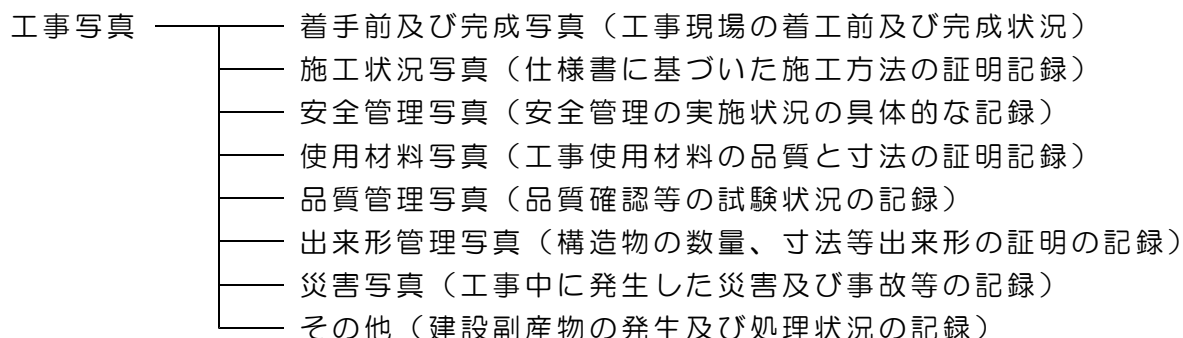 工事写真 着手前及び完成写真（工事現場の着工前及び完成状況）
施工状況写真（仕様書に基づいた施工方法の証明記録）
安全管理写真（安全管理の実施状況の具体的な記録）
使用材料写真（工事使用材料の品質と寸法の証明記録）
品質管理写真（品質確認等の試験状況の記録）
出来形管理写真（構造物の数量、寸法等出来形の証明の記録）
災害写真（工事中に発生した災害及び事故等の記録）
その他（建設副産物の発生及び処理状況の記録）